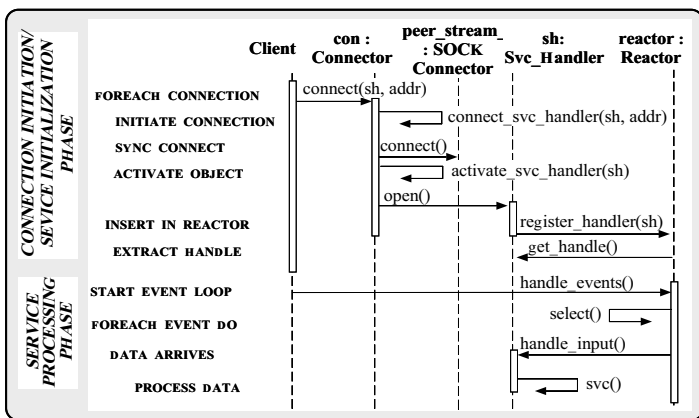 CONNECTION INITIATION/
SEVICE INITIALIZATION
PHASE
SERVICE
PROCESSING
PHASE
Client
con :
Connector
peer_stream_
: SOCK
Connector
sh:
Svc_Handler
reactor :
Reactor
FOREACH CONNECTION
connect(sh, addr)
INITIATE CONNECTION
connect_svc_handler(sh, addr)
SYNC CONNECT
connect()
ACTIVATE OBJECT
activate_svc_handler(sh)
open()
INSERT IN REACTOR
register_handler(sh)
EXTRACT HANDLE
get_handle()
START EVENT LOOP
handle_events()
FOREACH EVENT DO
select()
DATA ARRIVES
handle_input()
PROCESS DATA
svc()